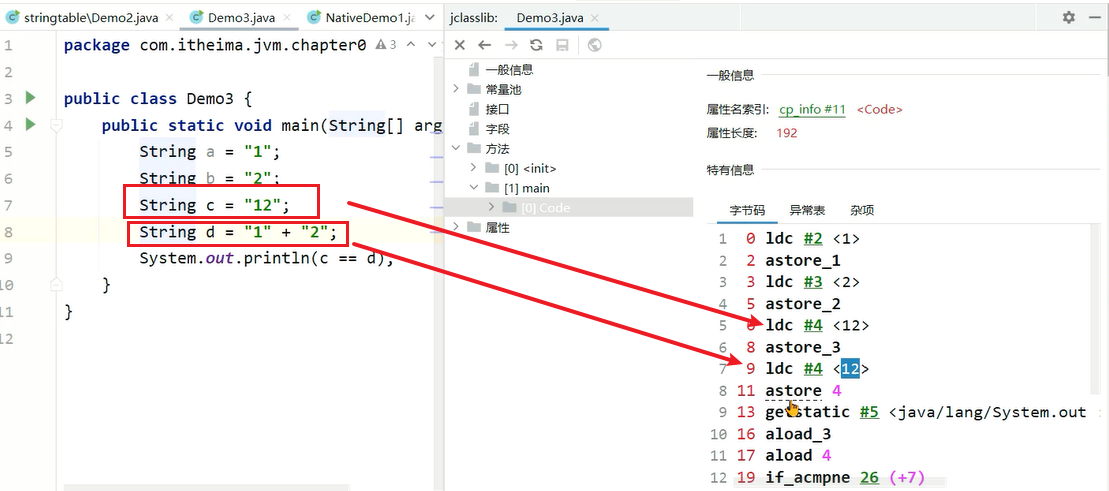 stringtable\Demo2.java
Demo3.java
NativeDemo1.ja
jclasslib:
Demo3.java
1 package com.itheima.jvm.chapter0
3
2
3 public class Demo3 {
4 public static void main(String[] arg
5 String a = "1";
6 String b = "2";
7 String c = "12";
8 String d = "1" + "2";
9 System.out.println(c == d);
10 }
11 }
12
一般信息
常量池
接口
字段
方法
[0] <init>
[1] main
[0] Code
属性
一般信息
属性名索引: cp_info #11 <Code>
属性长度: 192
特有信息
字节码 异常表 杂项
1 0 ldc #2 <1>
2 2 astore_1
3 3 ldc #3 <2>
4 5 astore_2
5 6 ldc #4 <12>
6 8 astore_3
7 9 ldc #4 <12>
8 11 astore 4
9 13 getstatic #5 <java/lang/System.out :
10 16 aload_3
11 17 aload 4
12 19 if_acmpne 26 (+7)